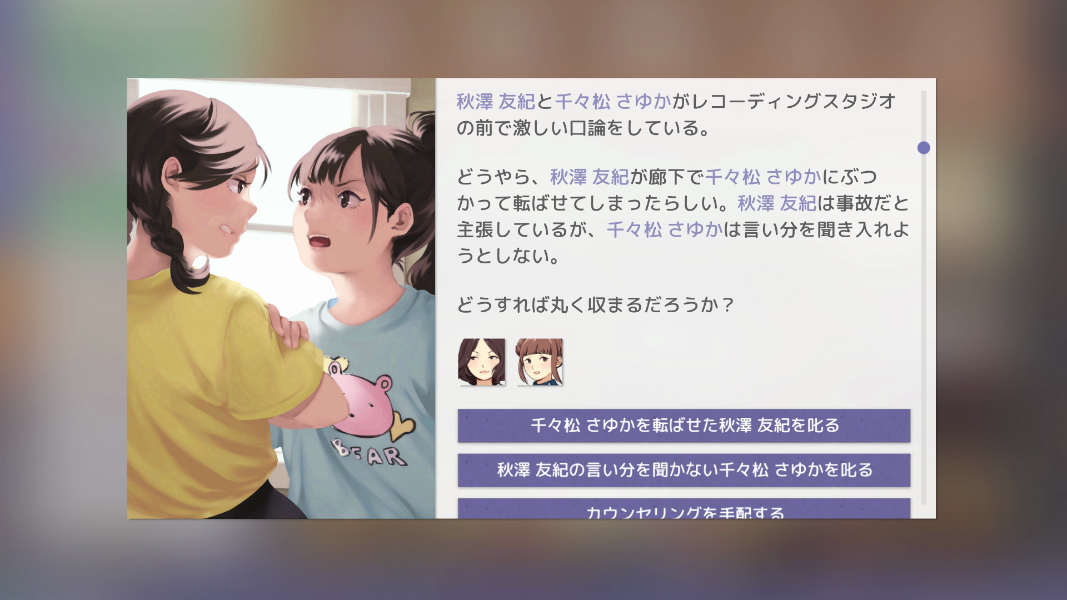 秋澤 友紀と千々松 さゆかがレコーディングスタジオ
の前で激しい口論をしている。
どうやら、秋澤 友紀が廊下で千々松 さゆかにぶつ
かって転ばせてしまったらしい。秋澤 友紀は事故だと
主張しているが、千々松 さゆかは言い分を聞き入れよ
うとしない。
どうすれば丸く収まるだろうか？
BEAR
千々松 さゆかを転ばせた秋澤 友紀を叱る
秋澤 友紀の言い分を聞かない千々松 さゆかを叱る
カウンセリングを手配する